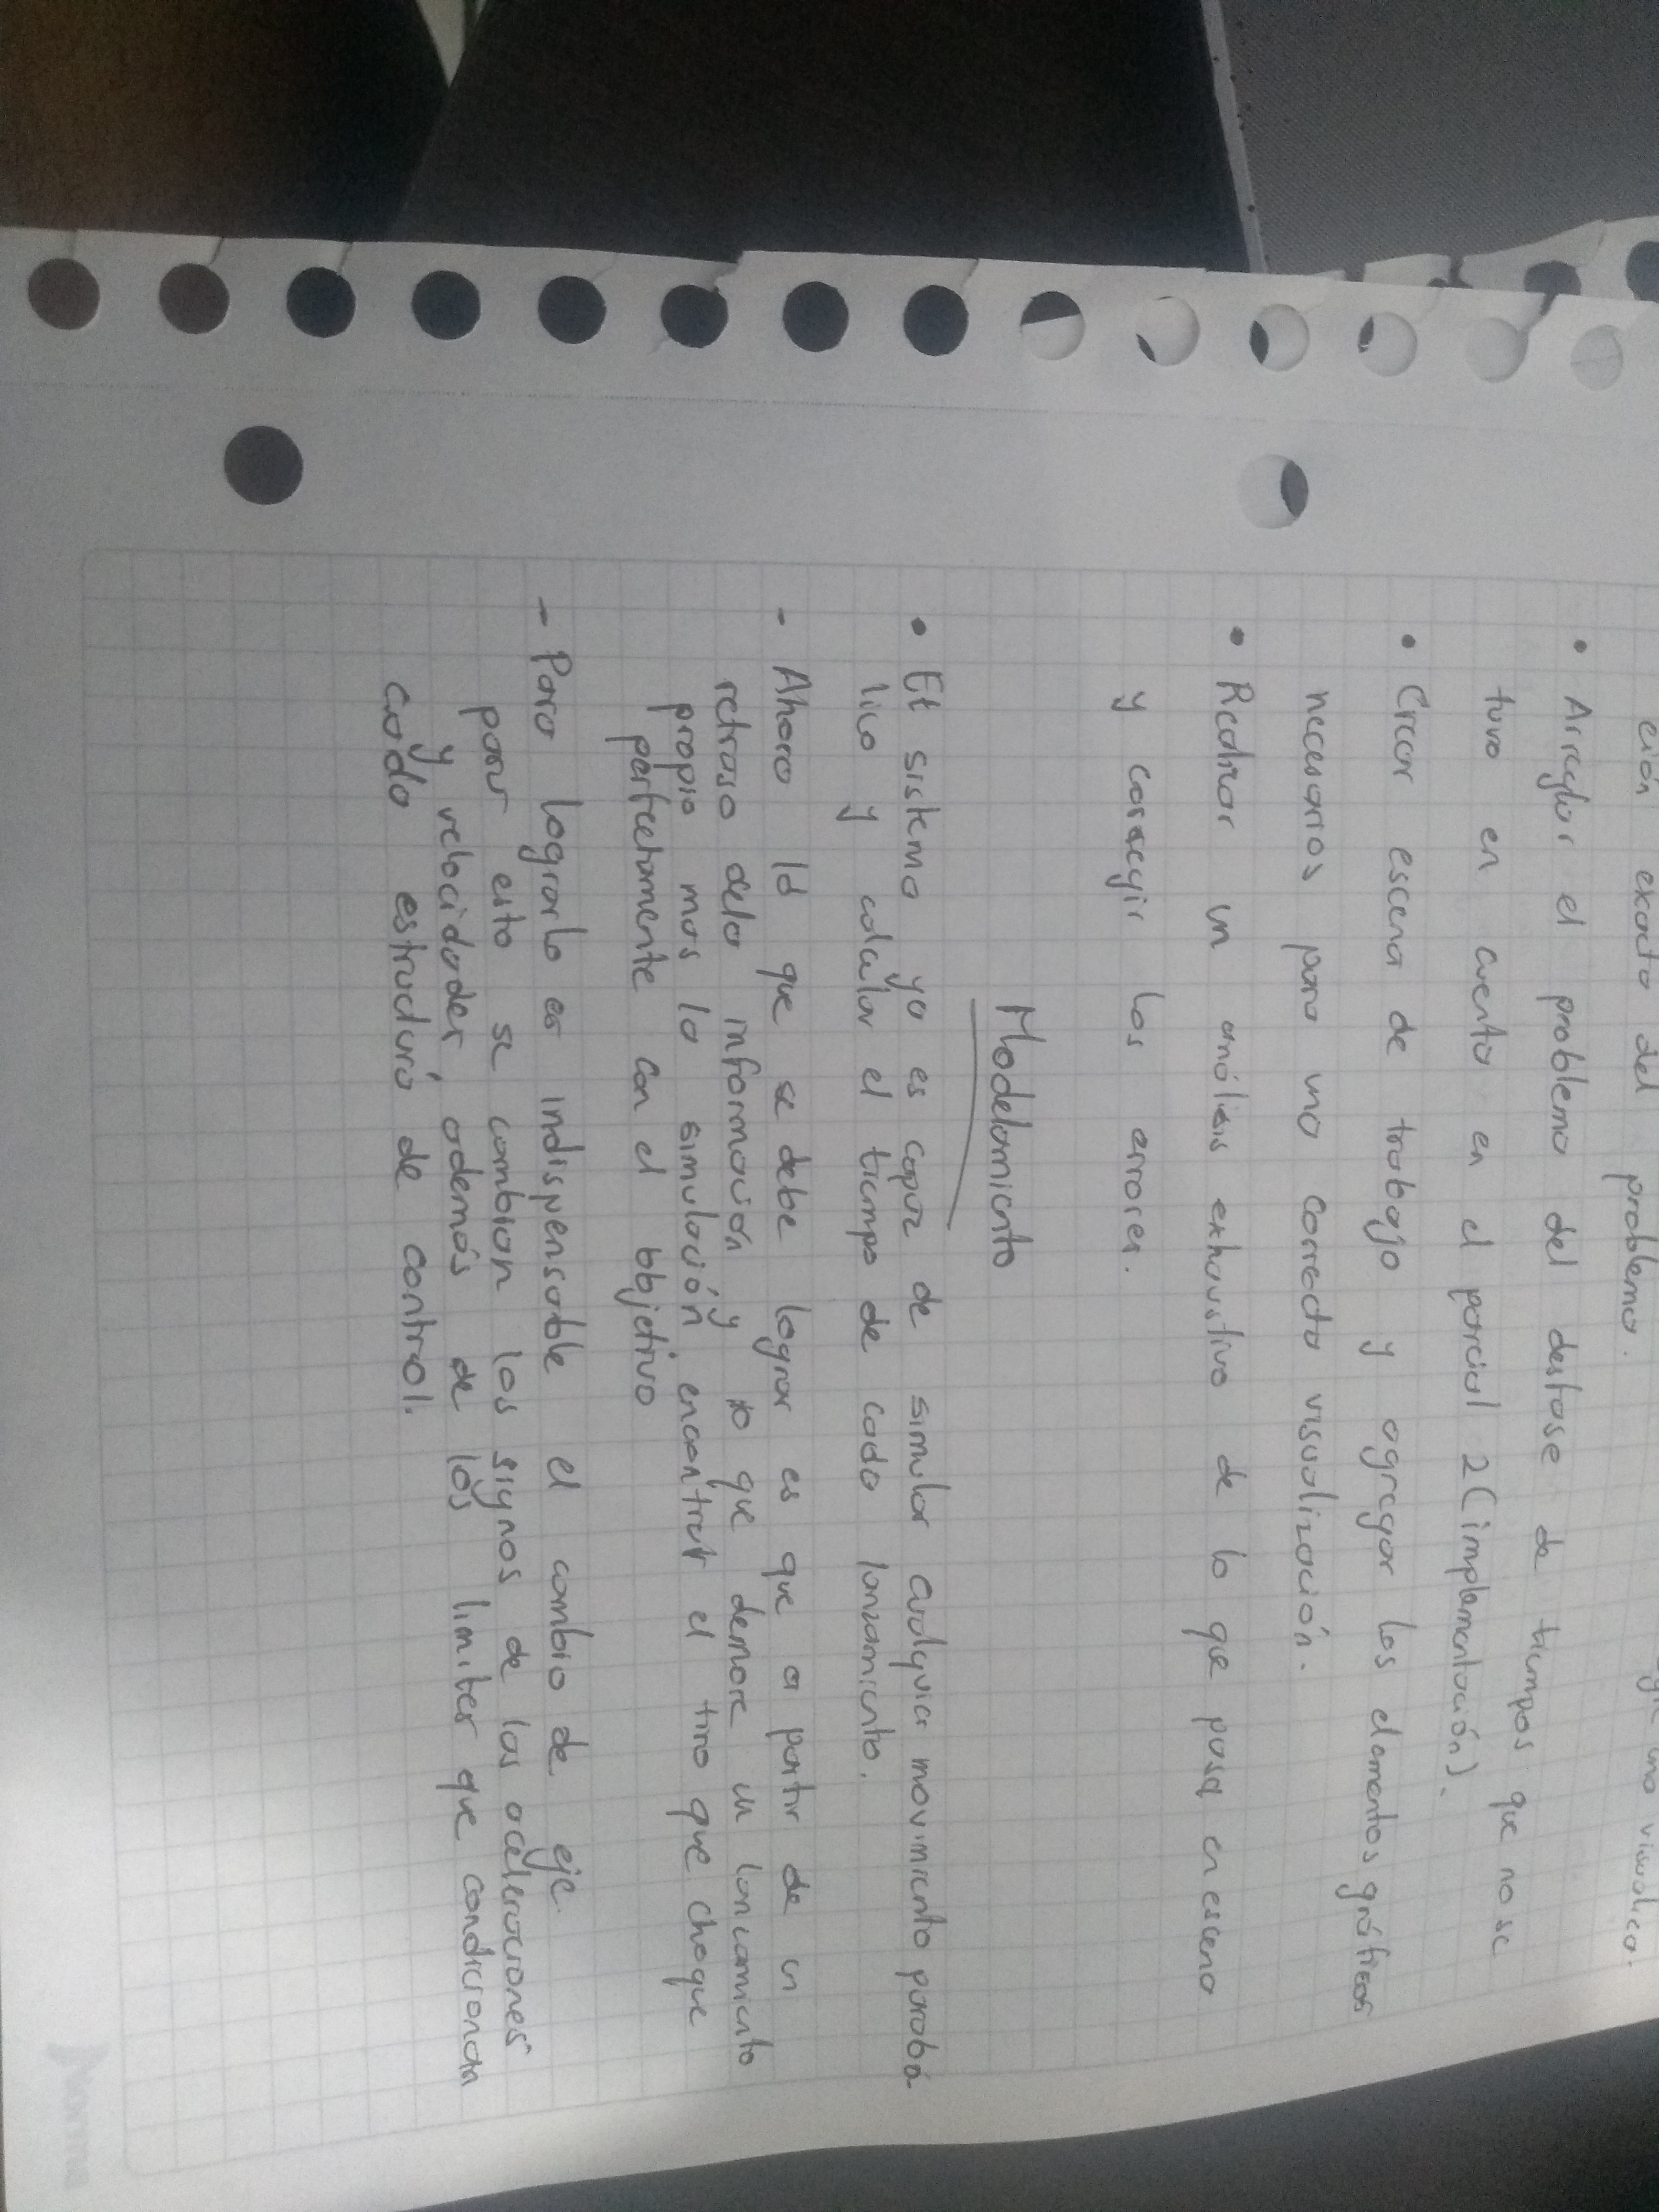 una visualiza-
ción exacta del problema.
• Arreglar el problema del desfase de tiempos que no se
tuvo en cuenta en el parcial 2 (implementación).
• Crear escena de trabajo y agregar los elementos gráficos
necesarios para una correcta visualización.
• Realizar un análisis exhaustivo de lo que pasa en escena
y corregir los errores.
Modelamiento
• El sistema ya es capaz de simular cualquier movimiento parabó
lico y calcular el tiempo de cada lanzamiento.
- Ahora lo que se debe lograr es que a partir de un
retraso dela información y lo que demore un lanzamiento
propio mas la simulación encontrar el tiro que choque
perfectamente con el objetivo
- Para lograrlo es indispensable el cambio de eje
para esto se cambian los signos de las aceleraciones
y velocidades, además de los limites que condicionan
cada estructura de control.
Norma